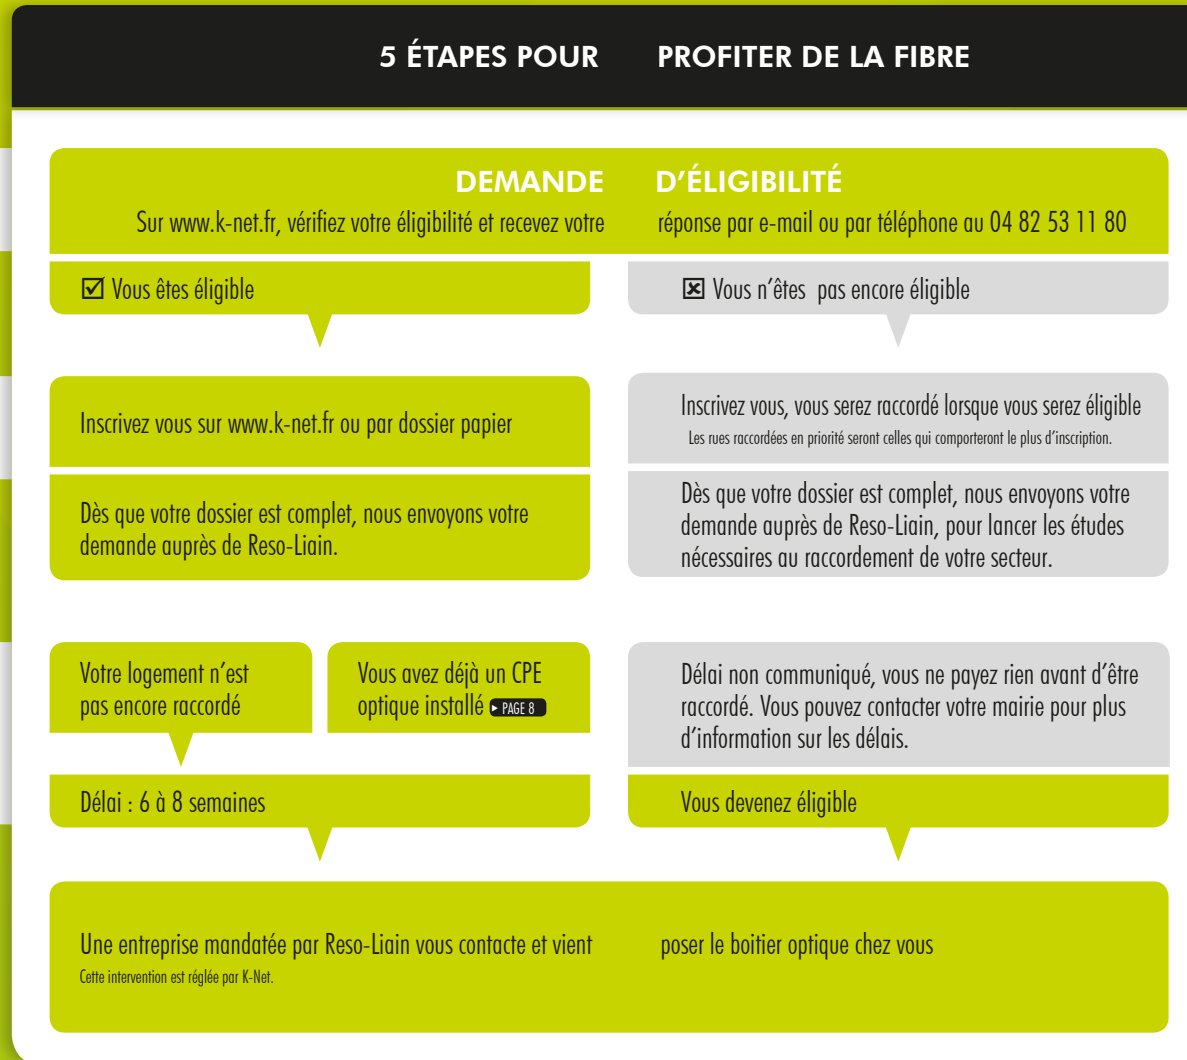 5 ÉTAPES POUR PROFITER DE LA FIBRE
DEMANDE D'ÉLIGIBILITÉ
Sur www.k-net.fr, vérifiez votre éligibilité et recevez votre réponse par e-mail ou par téléphone au 04 82 53 11 80
☑ Vous êtes éligible
Inscrivez vous sur www.k-net.fr ou par dossier papier
Dès que votre dossier est complet, nous envoyons votre
demande auprès de Reso-Liain.
Votre logement n'est
pas encore raccordé
Vous avez déjà un CPE
optique installé ▸ PAGE 8
Délai : 6 à 8 semaines
☒ Vous n'êtes pas encore éligible
Inscrivez vous, vous serez raccordé lorsque vous serez éligible
Les rues raccordées en priorité seront celles qui comporteront le plus d'inscription.
Dès que votre dossier est complet, nous envoyons votre
demande auprès de Reso-Liain, pour lancer les études
nécessaires au raccordement de votre secteur.
Délai non communiqué, vous ne payez rien avant d'être
raccordé. Vous pouvez contacter votre mairie pour plus
d'information sur les délais.
Vous devenez éligible
Une entreprise mandatée par Reso-Liain vous contacte et vient poser le boitier optique chez vous
Cette intervention est réglée par K-Net.